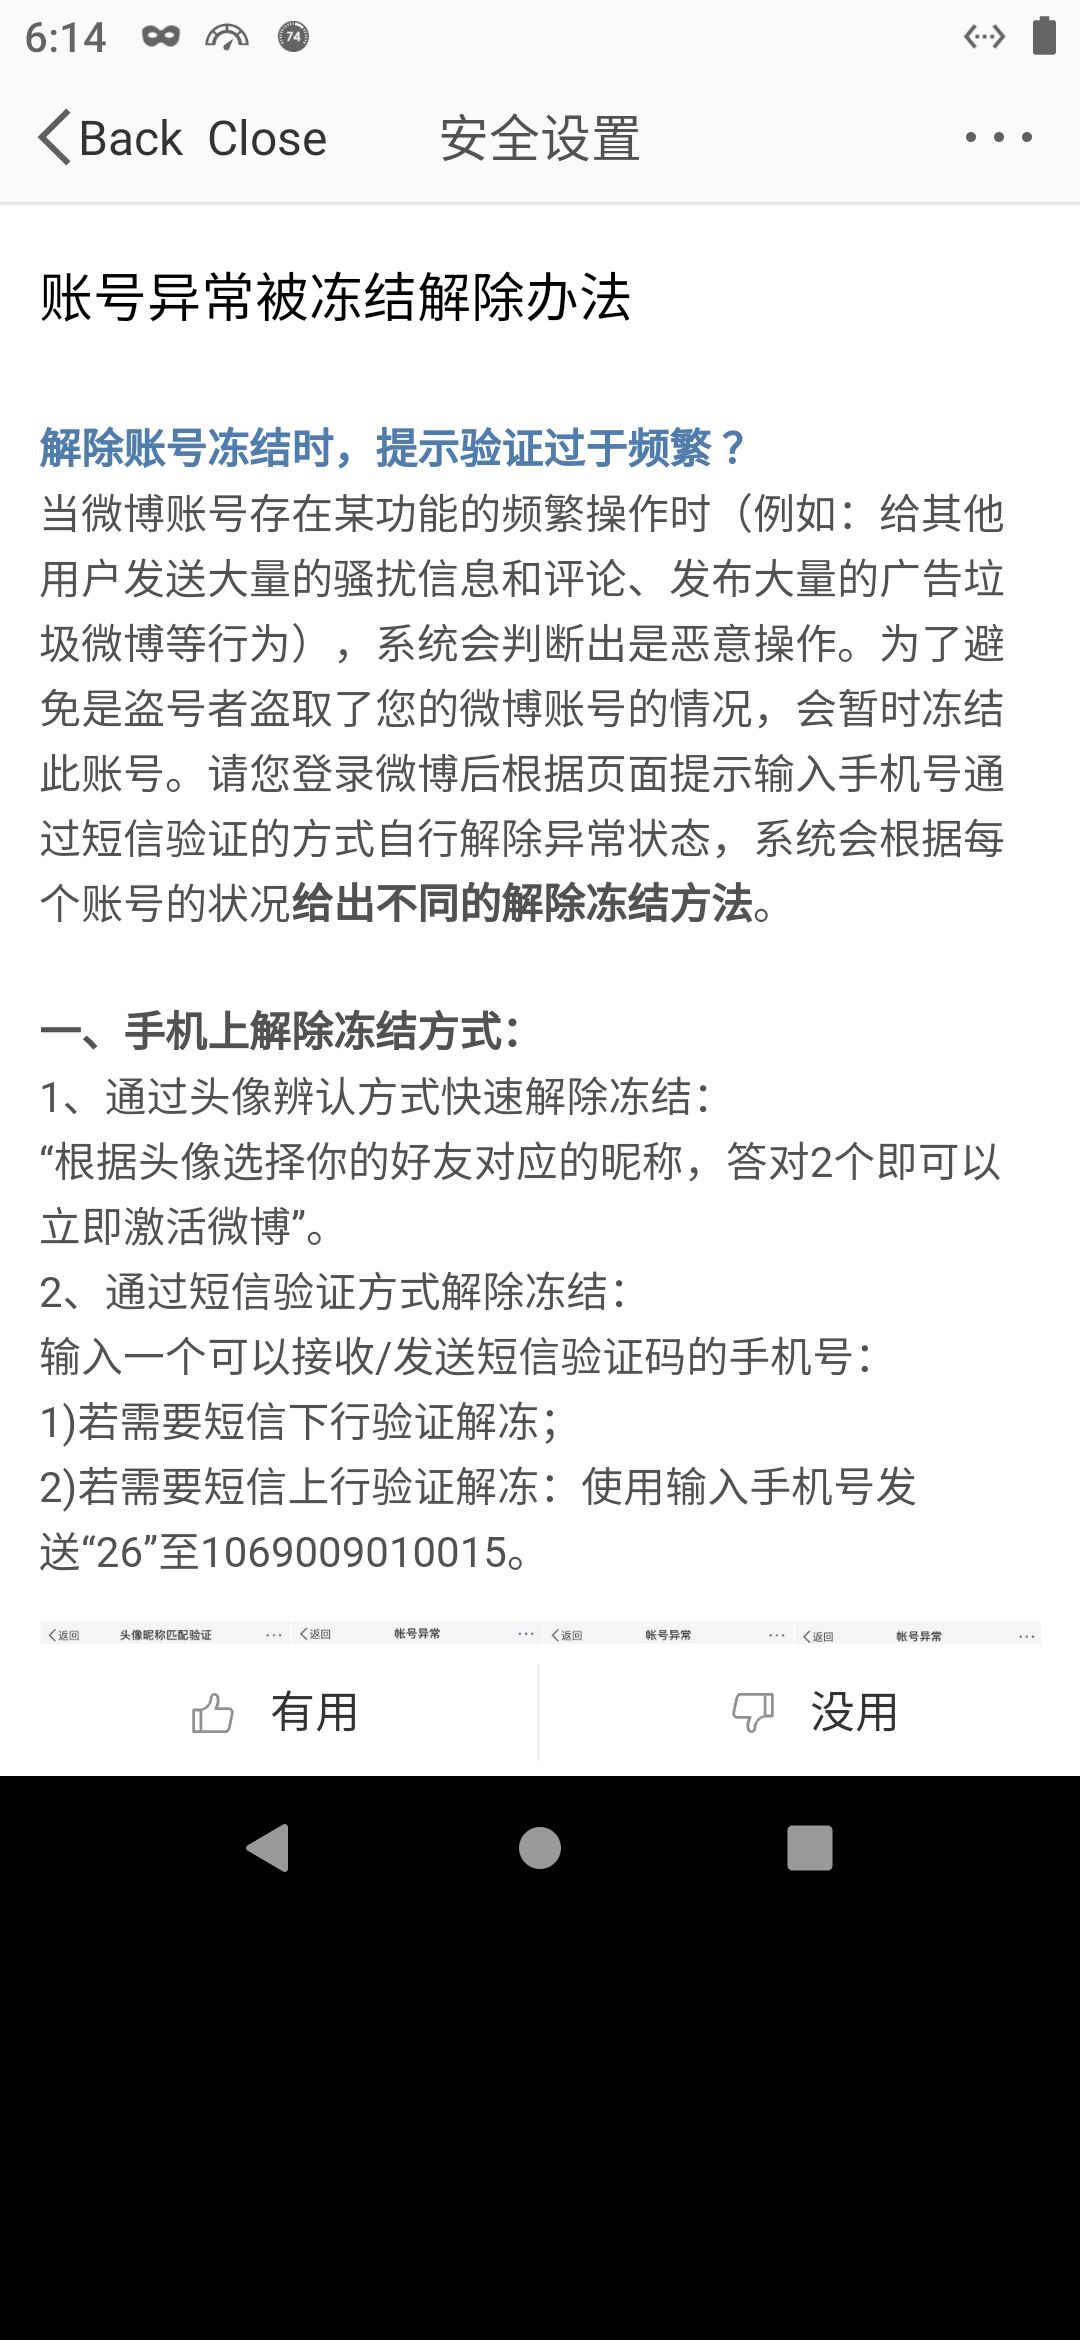 6:14
74
Back Close 安全设置
账号异常被冻结解除办法
解除账号冻结时，提示验证过于频繁？
当微博账号存在某功能的频繁操作时（例如：给其他
用户发送大量的骚扰信息和评论、发布大量的广告垃
圾微博等行为），系统会判断出是恶意操作。为了避
免是盗号者盗取了您的微博账号的情况，会暂时冻结
此账号。请您登录微博后根据页面提示输入手机号通
过短信验证的方式自行解除异常状态，系统会根据每
个账号的状况给出不同的解除冻结方法。
一、手机上解除冻结方式：
1、通过头像辨认方式快速解除冻结：
“根据头像选择你的好友对应的昵称，答对2个即可以
立即激活微博”。
2、通过短信验证方式解除冻结：
输入一个可以接收/发送短信验证码的手机号：
1)若需要短信下行验证解冻；
2)若需要短信上行验证解冻：使用输入手机号发
送“26”至1069009010015。
返回 头像昵称匹配验证 返回 帐号异常 返回 帐号异常 返回 帐号异常
有用 没用